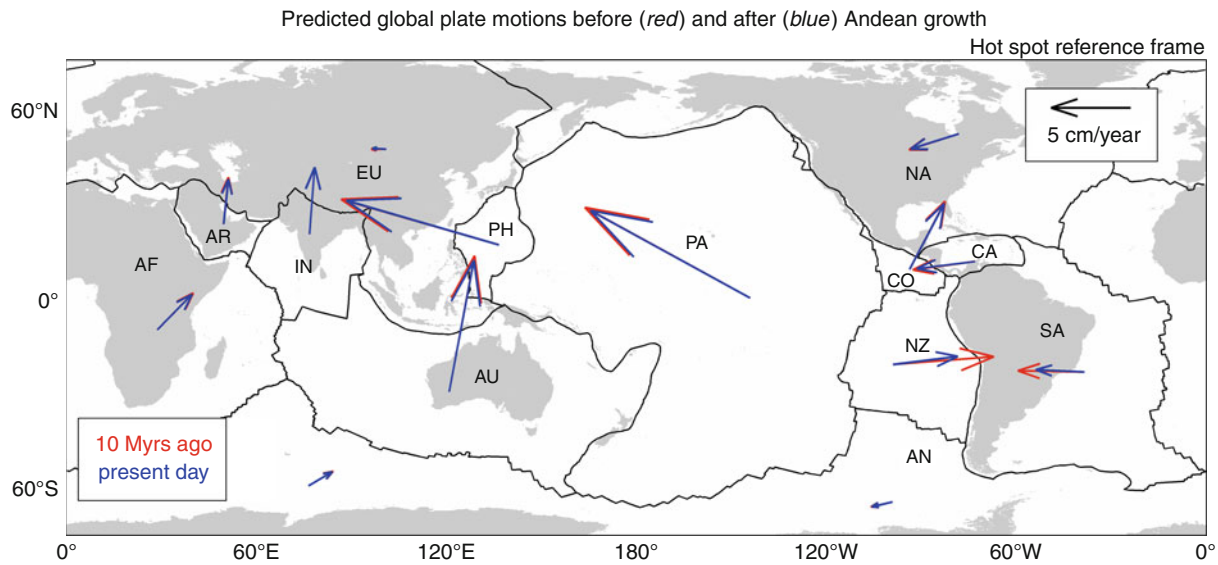 Predicted global plate motions before (red) and after (blue) Andean growth
Hot spot reference frame
60°N
0°
60°S
5 cm/year
EU
NA
AR
PH
PA
AF
IN
CA
CO
SA
NZ
AU
AN
10 Myrs ago
present day
0° 60°E 120°E 180° 120°W 60°W 0°